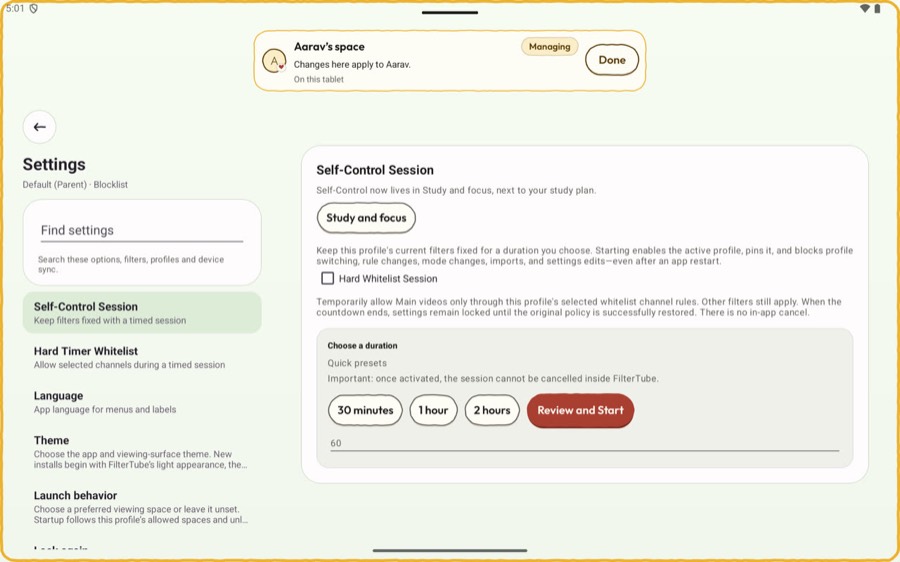 5:01
Aarav's space
Managing
Changes here apply to Aarav.
On this tablet
A
Done
Settings
Default (Parent) · Blocklist
Find settings
Search these options, filters, profiles and device
sync.
Self-Control Session
Keep filters fixed with a timed session
Hard Timer Whitelist
Allow selected channels during a timed session
Language
App language for menus and labels
Theme
Choose the app and viewing-surface theme. New
installs begin with FilterTube's light appearance, the...
Launch behavior
Choose a preferred viewing space or leave it unset.
Startup follows this profile's allowed spaces and unl...
Self-Control Session
Self-Control now lives in Study and focus, next to your study plan.
Study and focus
Keep this profile's current filters fixed for a duration you choose. Starting enables the active profile, pins it, and blocks profile
switching, rule changes, mode changes, imports, and settings edits—even after an app restart.
Hard Whitelist Session
Temporarily allow Main videos only through this profile's selected whitelist channel rules. Other filters still apply. When the
countdown ends, settings remain locked until the original policy is successfully restored. There is no in-app cancel.
Choose a duration
Quick presets
Important: once activated, the session cannot be cancelled inside FilterTube.
30 minutes
1 hour
2 hours
Review and Start
60